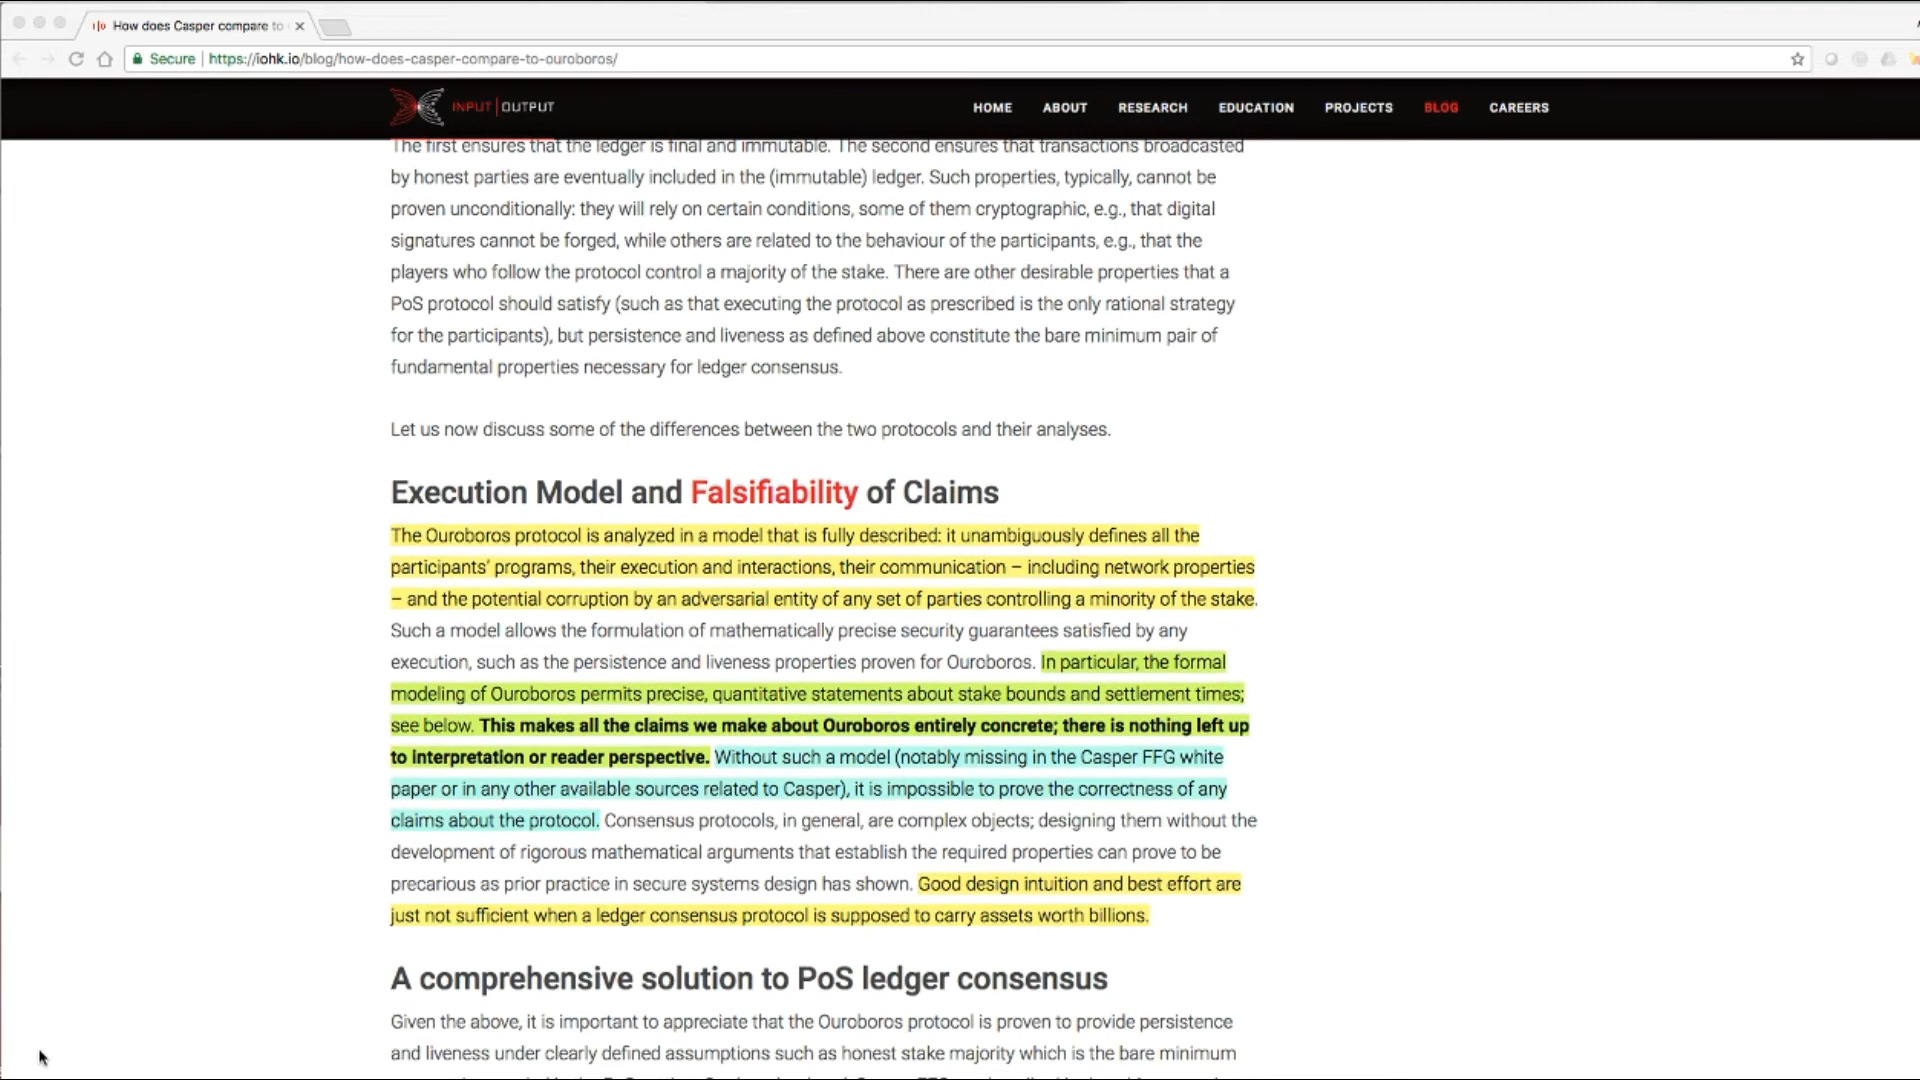 How does Casper compare to
Secure | https://iohk.io/blog/how-does-casper-compare-to-ouroboros/
INPUT | OUTPUT
HOME ABOUT RESEARCH EDUCATION PROJECTS BLOG CAREERS
The first ensures that the ledger is final and immutable. The second ensures that transactions broadcasted
by honest parties are eventually included in the (immutable) ledger. Such properties, typically, cannot be
proven unconditionally: they will rely on certain conditions, some of them cryptographic, e.g., that digital
signatures cannot be forged, while others are related to the behaviour of the participants, e.g., that the
players who follow the protocol control a majority of the stake. There are other desirable properties that a
PoS protocol should satisfy (such as that executing the protocol as prescribed is the only rational strategy
for the participants), but persistence and liveness as defined above constitute the bare minimum pair of
fundamental properties necessary for ledger consensus.
Let us now discuss some of the differences between the two protocols and their analyses.
Execution Model and Falsifiability of Claims
The Ouroboros protocol is analyzed in a model that is fully described: it unambiguously defines all the
participants’ programs, their execution and interactions, their communication – including network properties
– and the potential corruption by an adversarial entity of any set of parties controlling a minority of the stake.
Such a model allows the formulation of mathematically precise security guarantees satisfied by any
execution, such as the persistence and liveness properties proven for Ouroboros. In particular, the formal
modeling of Ouroboros permits precise, quantitative statements about stake bounds and settlement times;
see below. This makes all the claims we make about Ouroboros entirely concrete; there is nothing left up
to interpretation or reader perspective. Without such a model (notably missing in the Casper FFG white
paper or in any other available sources related to Casper), it is impossible to prove the correctness of any
claims about the protocol. Consensus protocols, in general, are complex objects; designing them without the
development of rigorous mathematical arguments that establish the required properties can prove to be
precarious as prior practice in secure systems design has shown. Good design intuition and best effort are
just not sufficient when a ledger consensus protocol is supposed to carry assets worth billions.
A comprehensive solution to PoS ledger consensus
Given the above, it is important to appreciate that the Ouroboros protocol is proven to provide persistence
and liveness under clearly defined assumptions such as honest stake majority which is the bare minimum